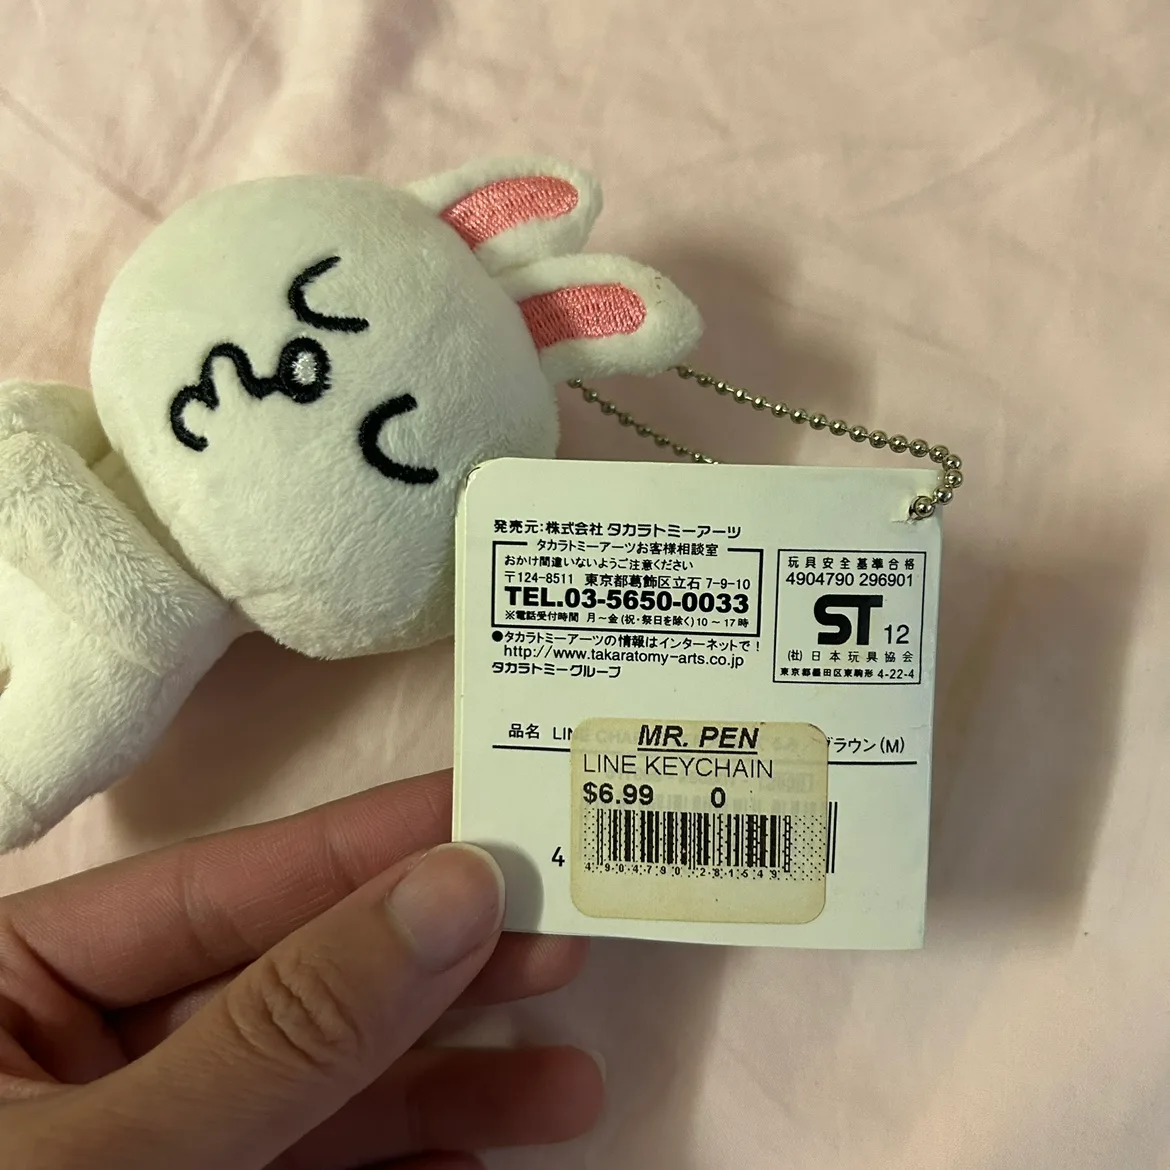 発売元:株式会社 タカラトミーアーツ
タカラトミーアーツお客様相談室
おかけ間違いないようご注意ください
〒124-8511 東京都葛飾区立石 7-9-10
TEL.03-5650-0033
※電話受付時間 月～金(祝・祭日を除く)10～17時
●タカラトミーアーツの情報はインターネットで!
http://www.takaratomy-arts.co.jp
タカラトミーグループ
玩具安全基準合格
4904790 296901
ST 12
(社)日本玩具協会
東京都墨田区東駒形 4-22-4
品名 LINE ブラウン(M)
MR. PEN
LINE KEYCHAIN
$6.99 0
4
4904790 281549